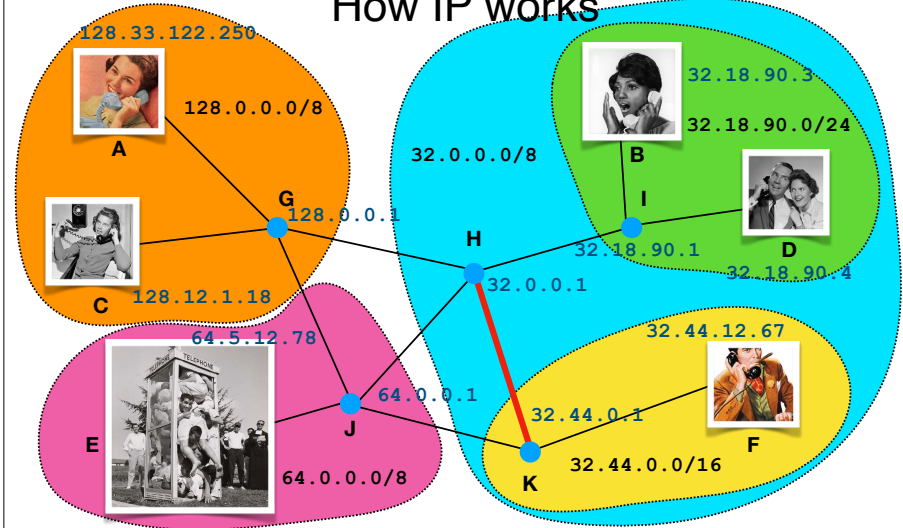 How IP works
128.33.122.250
128.0.0.0/8
A
G
128.0.0.1
C
128.12.1.18
32.0.0.0/8
32.18.90.3
32.18.90.0/24
B
I
32.18.90.1
D
32.18.90.4
H
32.0.0.1
64.5.12.78
TELEPHONE
TELEPHONE
E
64.0.0.1
J
64.0.0.0/8
32.44.12.67
32.44.0.1
F
32.44.0.0/16
K